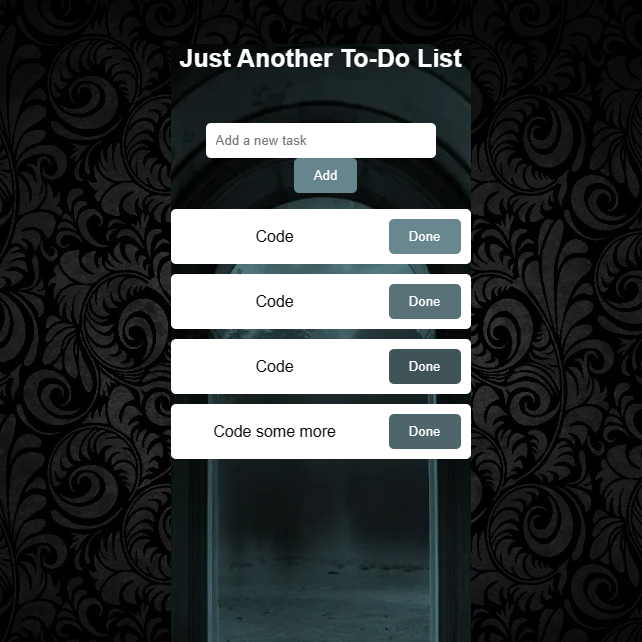 Just Another To-Do List
Add a new task
Add
Code
Done
Code
Done
Code
Done
Code some more
Done